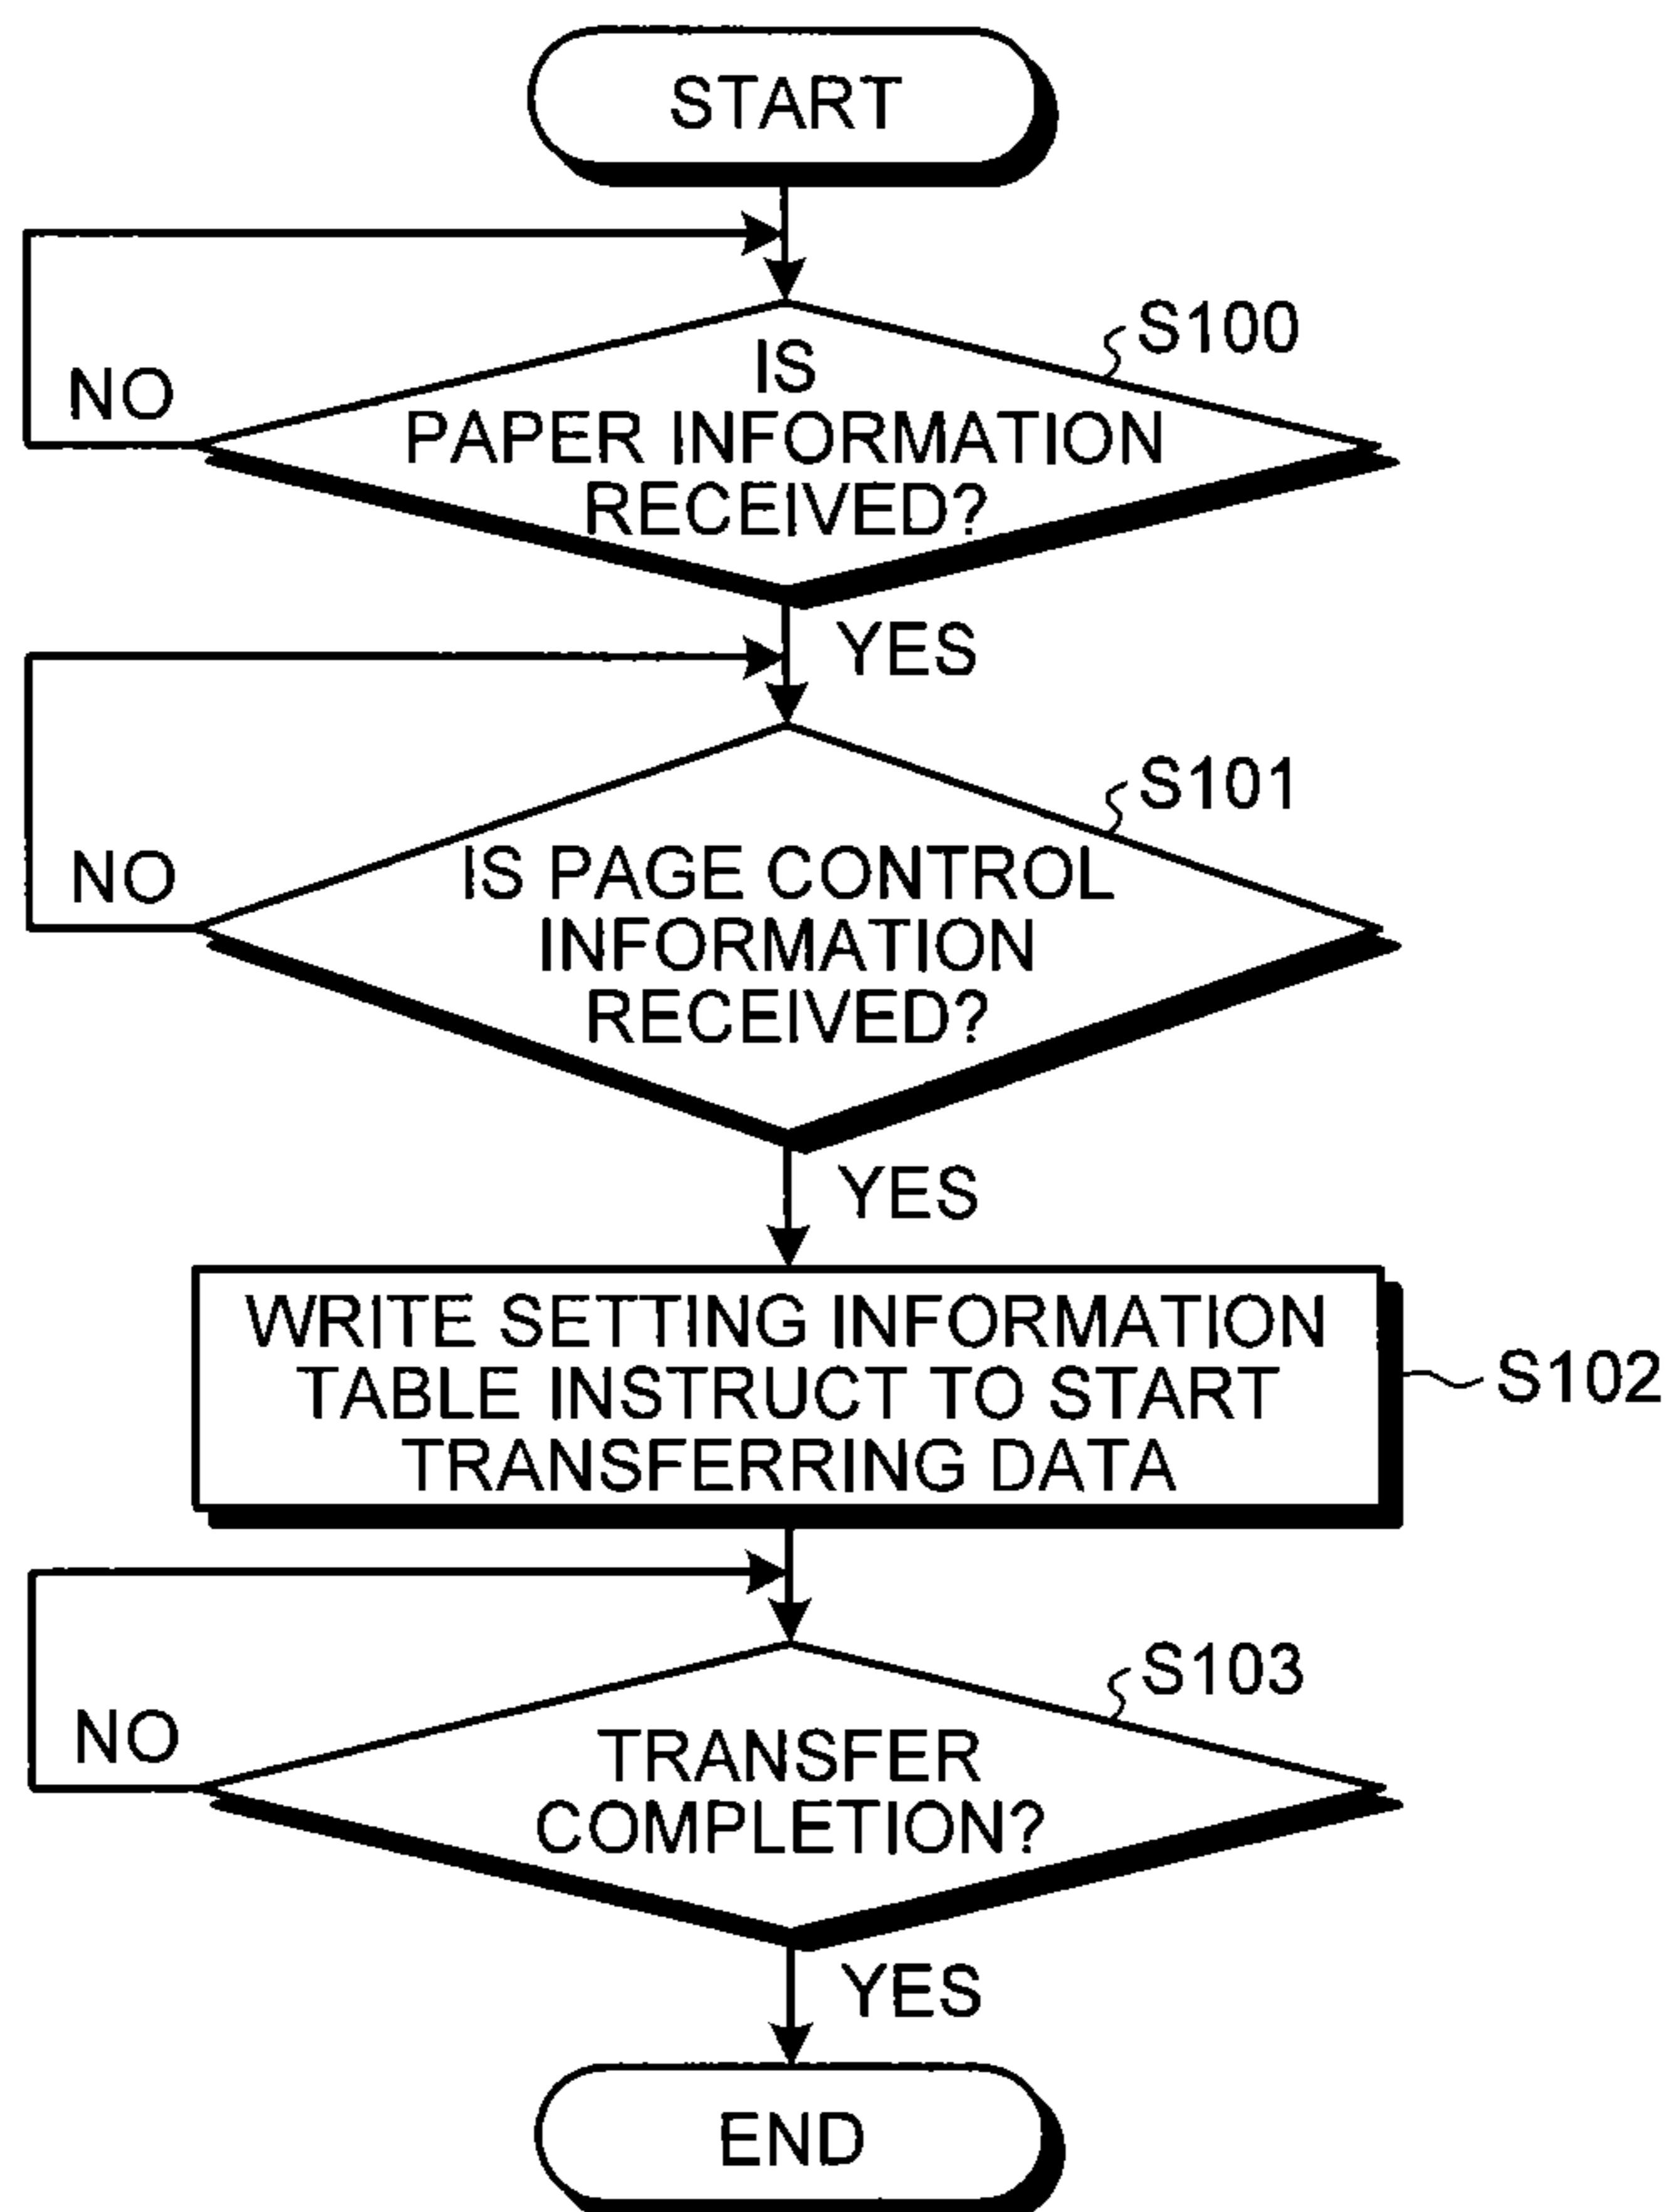 START
S100
NO
IS
PAPER INFORMATION
RECEIVED?
YES
S101
NO
IS PAGE CONTROL
INFORMATION
RECEIVED?
YES
WRITE SETTING INFORMATION
TABLE INSTRUCT TO START
TRANSFERRING DATA
S102
S103
NO
TRANSFER
COMPLETION?
YES
END